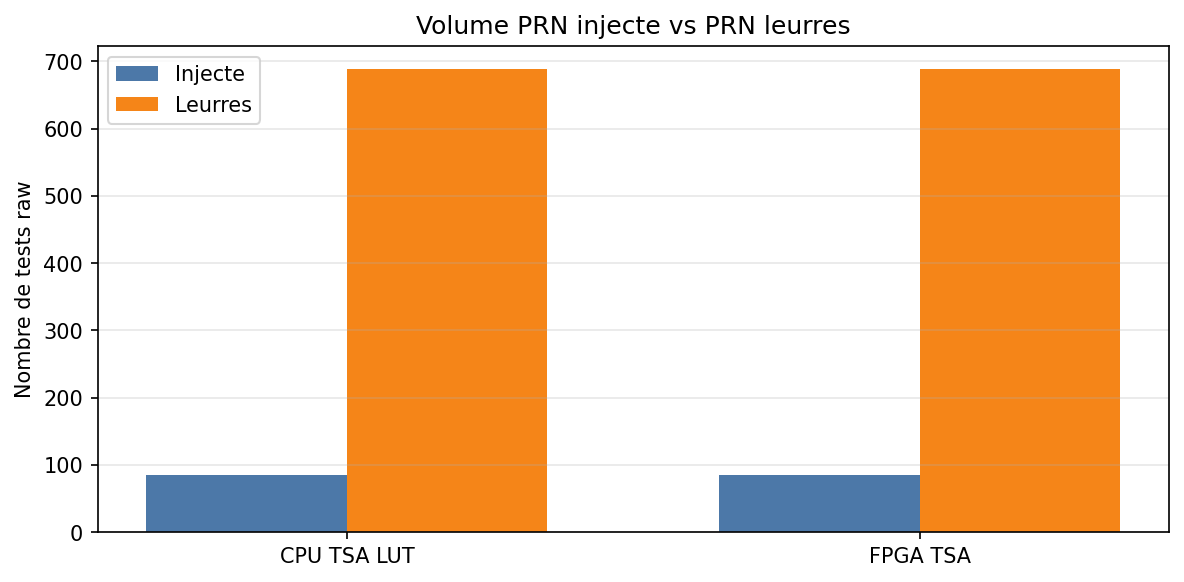 Volume PRN injecte vs PRN leurres
Injecte
Leurres
Nombre de tests raw
700
600
500
400
300
200
100
0
CPU TSA LUT
FPGA TSA